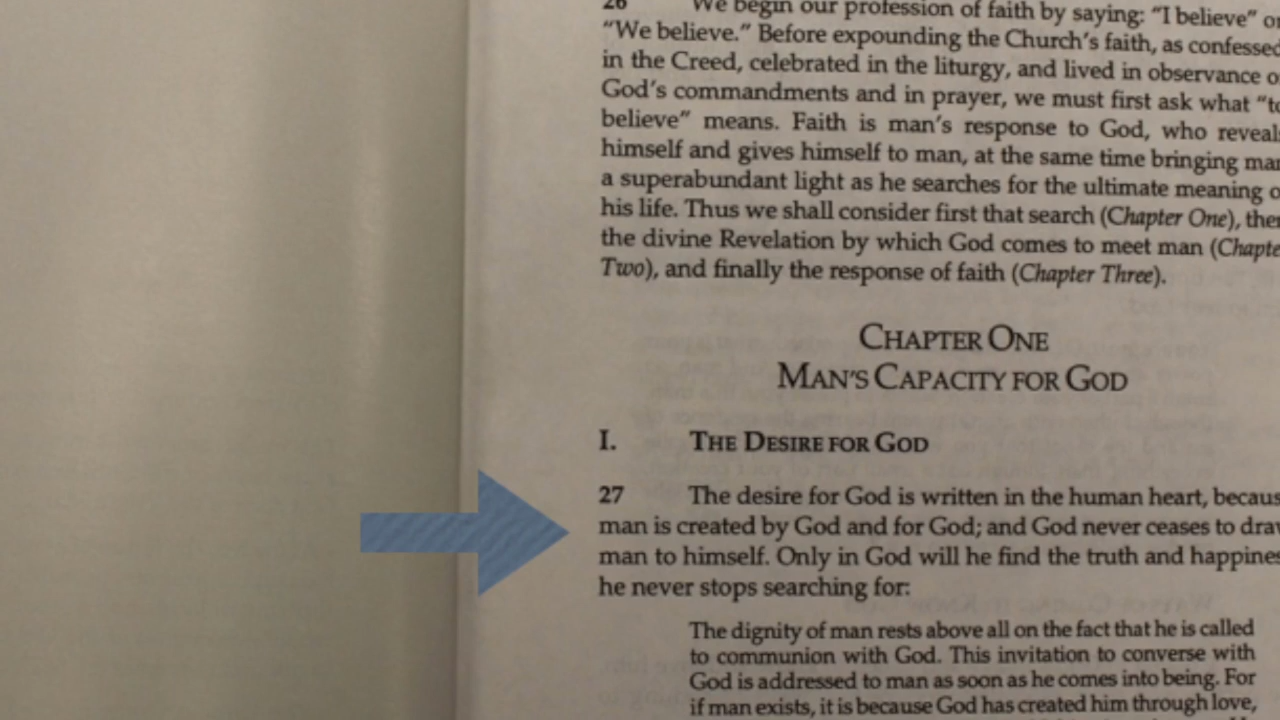 26 We begin our profession of faith by saying: “I believe” or
“We believe.” Before expounding the Church’s faith, as confessed
in the Creed, celebrated in the liturgy, and lived in observance
God’s commandments and in prayer, we must first ask what “to
believe” means. Faith is man’s response to God, who
himself and gives himself to man, at the same time bringing
a superabundant light as he searches for the ultimate meaning
his life. Thus we shall consider first that search (Chapter One),
the divine Revelation by which God comes to meet man
Two), and finally the response of faith (Chapter Three).
CHAPTER ONE
MAN’S CAPACITY FOR GOD
I. THE DESIRE FOR GOD
27 The desire for God is written in the human heart,
man is created by God and for God; and God never ceases to
man to himself. Only in God will he find the truth and
he never stops searching for:
The dignity of man rests above all on the fact that he is called
to communion with God. This invitation to converse with
God is addressed to man as soon as he comes into being. For
if man exists, it is because God has created him through love,